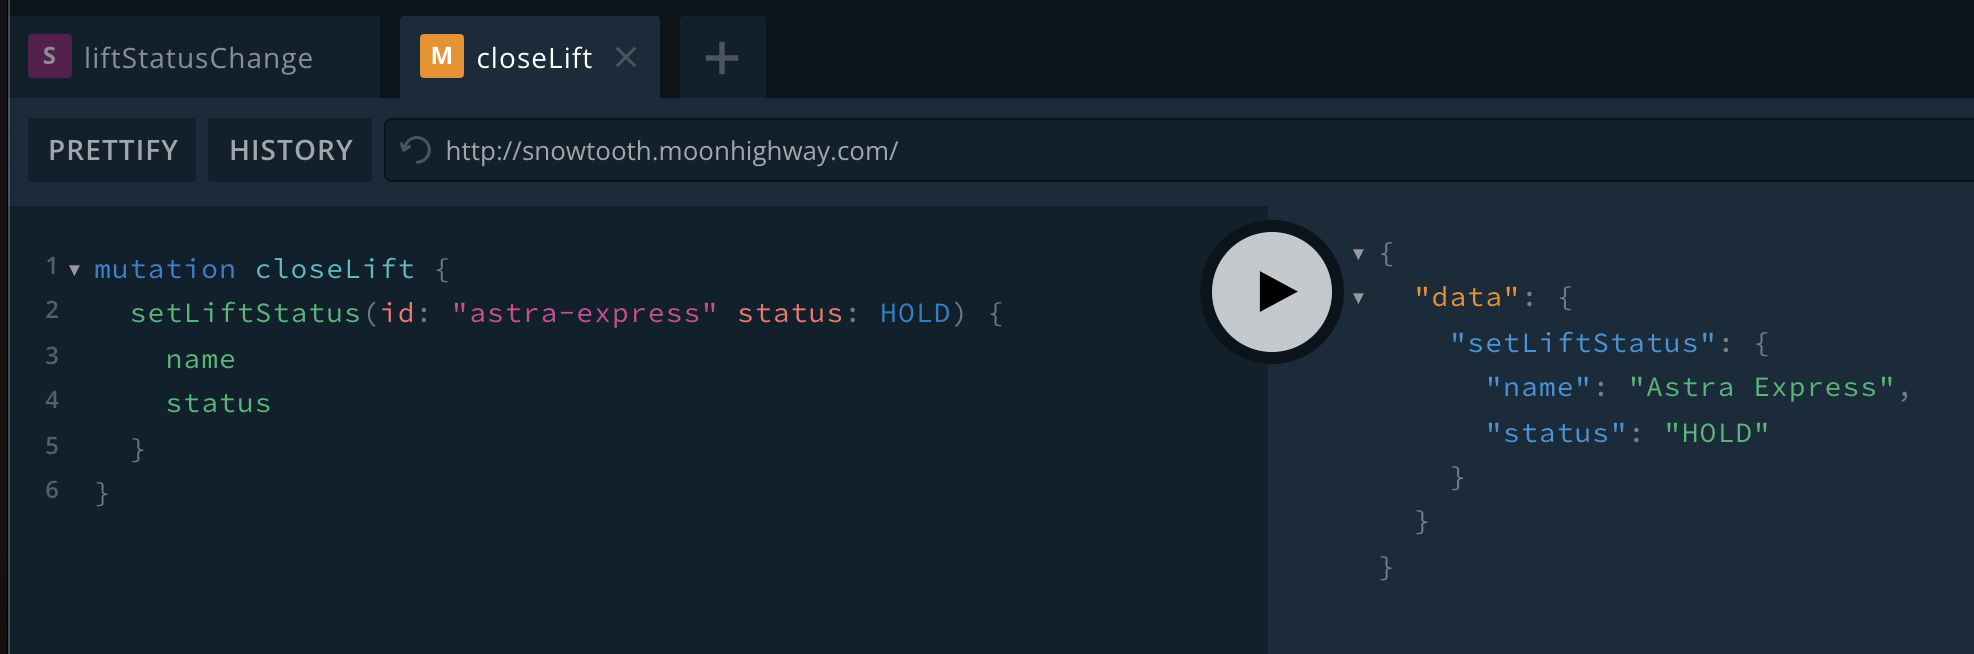 S liftStatusChange M closeLift
PRETTIFY HISTORY http://snowtooth.moonhighway.com/
1 mutation closeLift {
2 setLiftStatus(id: "astra-express" status: HOLD) {
3 name
4 status
5 }
6 }
{
"data": {
"setLiftStatus": {
"name": "Astra Express",
"status": "HOLD"
}
}
}